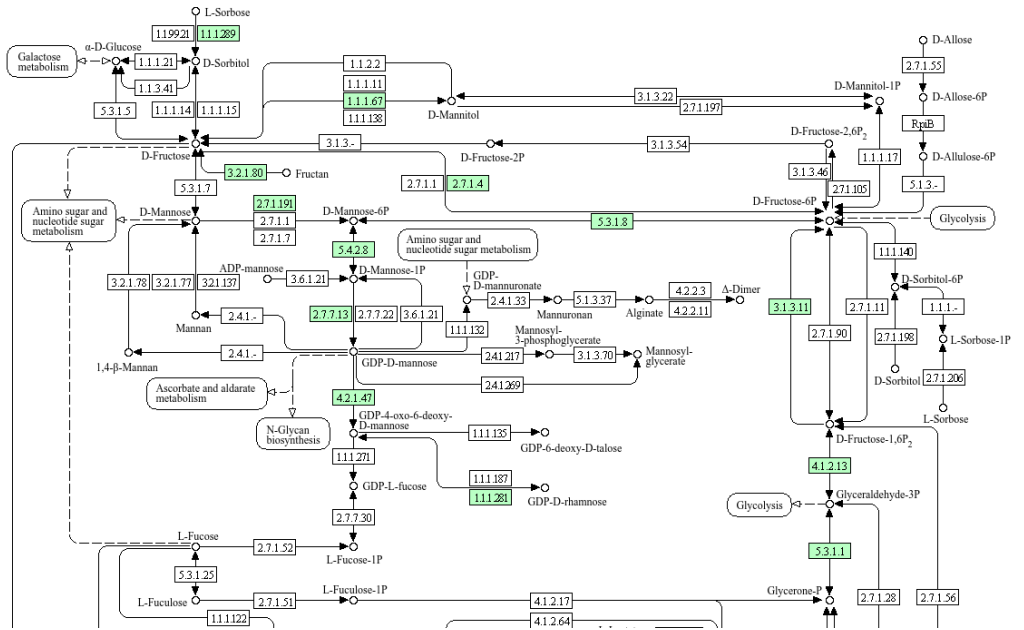 L-Sorbose
1.1.99.21
1.1.1.289
α-D-Glucose
D-Allose
Galactose
metabolism
1.1.1.21
D-Sorbitol
1.1.2.2
2.7.1.55
1.1.3.41
1.1.1.11
D-Mannitol-1P
3.1.3.22
D-Allose-6P
1.1.1.67
2.7.1.197
5.3.1.5
1.1.1.14
1.1.1.15
D-Mannitol
1.1.1.138
RpiB
D-Fructose-2,6P2
3.1.3.-
3.1.3.54
D-Fructose
D-Fructose-2P
1.1.1.17
D-Allulose-6P
3.2.1.80
Fructan
3.1.3.46
5.3.1.7
2.7.1.1
2.7.1.4
2.7.1.105
5.1.3.-
2.7.1.191
D-Fructose-6P
Amino sugar and
nucleotide sugar
metabolism
D-Mannose
2.7.1.1
D-Mannose-6P
5.3.1.8
Glycolysis
2.7.1.7
5.4.2.8
Amino sugar and
nucleotide sugar metabolism
1.1.1.140
ADP-mannose
3.6.1.21
D-Mannose-1P
GDP-
D-mannuronate
D-Sorbitol-6P
3.2.1.78
3.2.1.77
3.2.1.137
2.4.1.33
5.1.3.37
4.2.2.3
Δ-Dimer
4.2.2.11
3.1.3.11
2.7.1.11
1.1.1.-
Mannan
2.4.1.-
2.7.7.13
2.7.7.22
3.6.1.21
Mannuronan
Alginate
1.1.1.132
2.7.1.90
2.7.1.198
L-Sorbose-1P
Mannosyl-
3-phosphoglycerate
2.4.1.-
2.4.1.217
3.1.3.70
Mannosyl-
glycerate
1,4-β-Mannan
GDP-D-mannose
D-Sorbitol
2.7.1.206
2.4.1.269
Ascorbate and aldarate
metabolism
4.2.1.47
L-Sorbose
N-Glycan
biosynthesis
GDP-4-oxo-6-deoxy-
D-mannose
1.1.1.135
GDP-6-deoxy-D-talose
D-Fructose-1,6P2
1.1.1.271
4.1.2.13
GDP-L-fucose
1.1.1.187
1.1.1.281
GDP-D-rhamnose
Glycolysis
Glyceraldehyde-3P
2.7.7.30
L-Fucose
2.7.1.52
L-Fucose-1P
5.3.1.1
5.3.1.25
L-Fuculose
2.7.1.51
L-Fuculose-1P
4.1.2.17
Glycerone-P
2.7.1.28
2.7.1.56
1.1.1.122
4.1.2.64